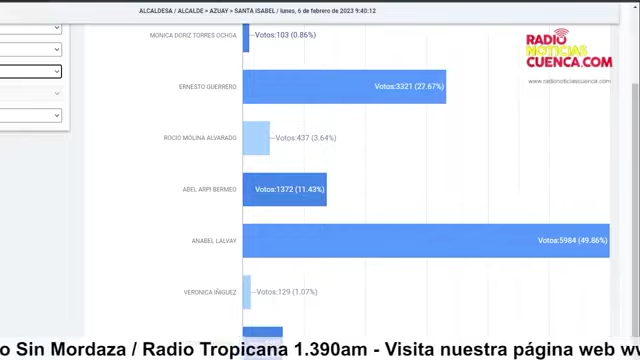 ALCALDESA / ALCALDE > AZUAY > SANTA ISABEL / lunes, 6 de febrero de 2023 9:40:12
MONICA DORIZ TORRES OCHOA
Votos:103 (0.86%)
RADIO
NOTICIAS
CUENCA.COM
www.radionoticiascuenca.com
ERNESTO GUERRERO
Votos:3321 (27.67%)
ROCIO MOLINA ALVARADO
Votos:437 (3.64%)
ABEL ARPI BERMEO
Votos:1372 (11.43%)
ANABEL LALVAY
Votos:5984 (49.86%)
VERONICA IÑIGUEZ
Votos:129 (1.07%)
o Sin Mordaza / Radio Tropicana 1.390am - Visita nuestra página web w